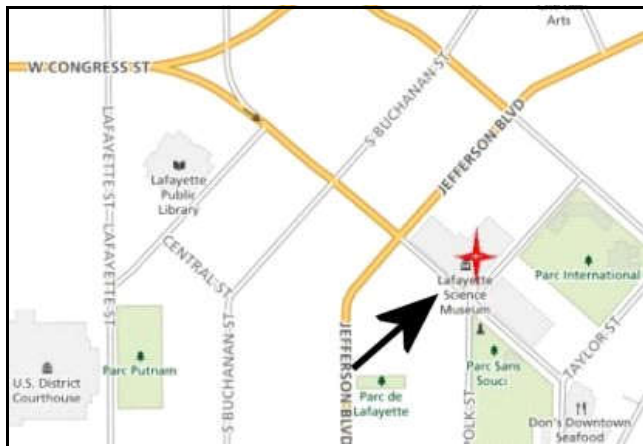 Arts
W CONGRESS ST
S BUCHANAN ST
JEFFERSON BLVD
LAFAYETTE ST
LAFAYETTE ST
Lafayette
Public
Library
CENTRAL ST
Parc International
Lafayette
Science
Museum
S BUCHANAN ST
JEFFERSON BLVD
TAYLOR ST
U.S. District
Courthouse
Parc Putnam
Parc Sans
Souci
Parc de
Lafayette
POLK ST
Don's Downtown
Seafood